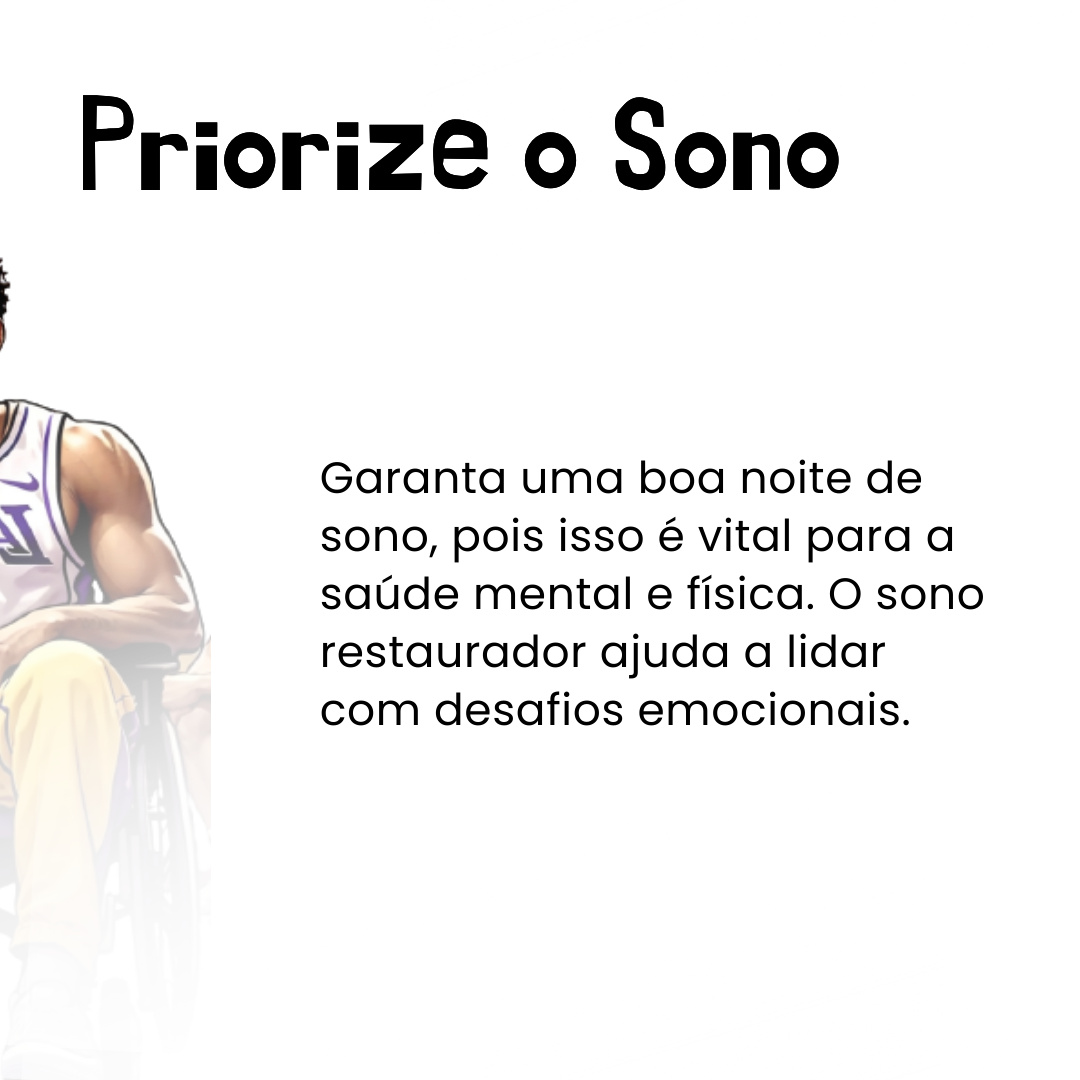 Priorize o Sono
Garanta uma boa noite de
sono, pois isso é vital para a
saúde mental e física. O sono
restaurador ajuda a lidar
com desafios emocionais.